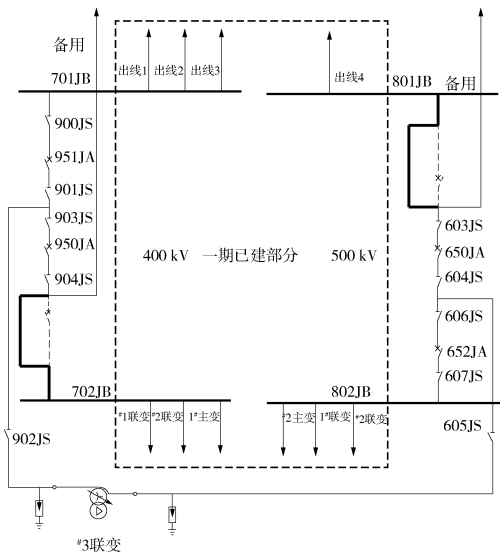 备用
701JB
出线1 出线2 出线3
出线4
801JB
备用
900JS
951JA
901JS
903JS
950JA
904JS
400 kV 一期已建部分 500 kV
603JS
650JA
604JS
606JS
652JA
607JS
702JB
802JB
#1联变 #2联变 1#主变
#2主变 1#联变 #2联变
902JS
605JS
#3联变